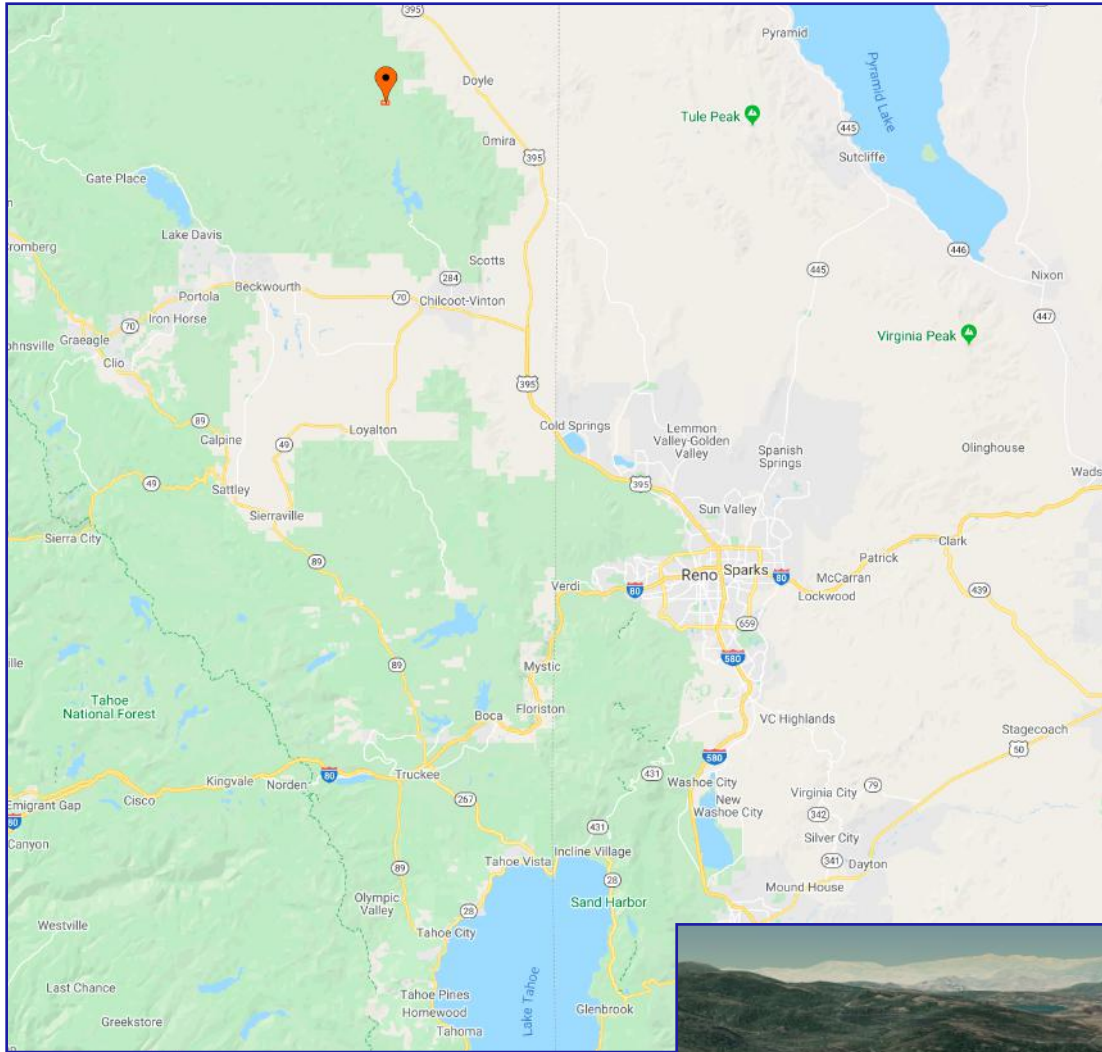 395
Pyramid
Doyle
Pyramid Lake
Tule Peak
445
Omira
395
Sutcliffe
Gate Place
Lake Davis
446
Scotts
445
Nixon
284
Beckwourth
Portola
70
Chilcoot-Vinton
Iron Horse
447
70
Graeagle
Virginia Peak
Clio
395
89
Cold Springs
Lemmon
Valley-Golden
Valley
Loyalton
Calpine
49
Olinghouse
Spanish
Springs
49
395
Sattley
Sun Valley
Sierraville
Sierra City
Clark
Patrick
89
Reno
Sparks
80
McCarran
Verdi
80
Lockwood
439
659
580
89
Mystic
Tahoe
National Forest
Floriston
Boca
VC Highlands
Stagecoach
50
580
80
Truckee
431
Kingvale
Norden
Washoe City
Virginia City
79
Cisco
Emigrant Gap
267
New
Washoe City
342
80
431
Silver City
Canyon
Incline Village
341
Dayton
Tahoe Vista
89
28
Mound House
Olympic
Valley
Sand Harbor
28
Westville
Tahoe City
Last Chance
Tahoe Pines
Homewood
Lake Tahoe
Glenbrook
Greekstore
Tahoma